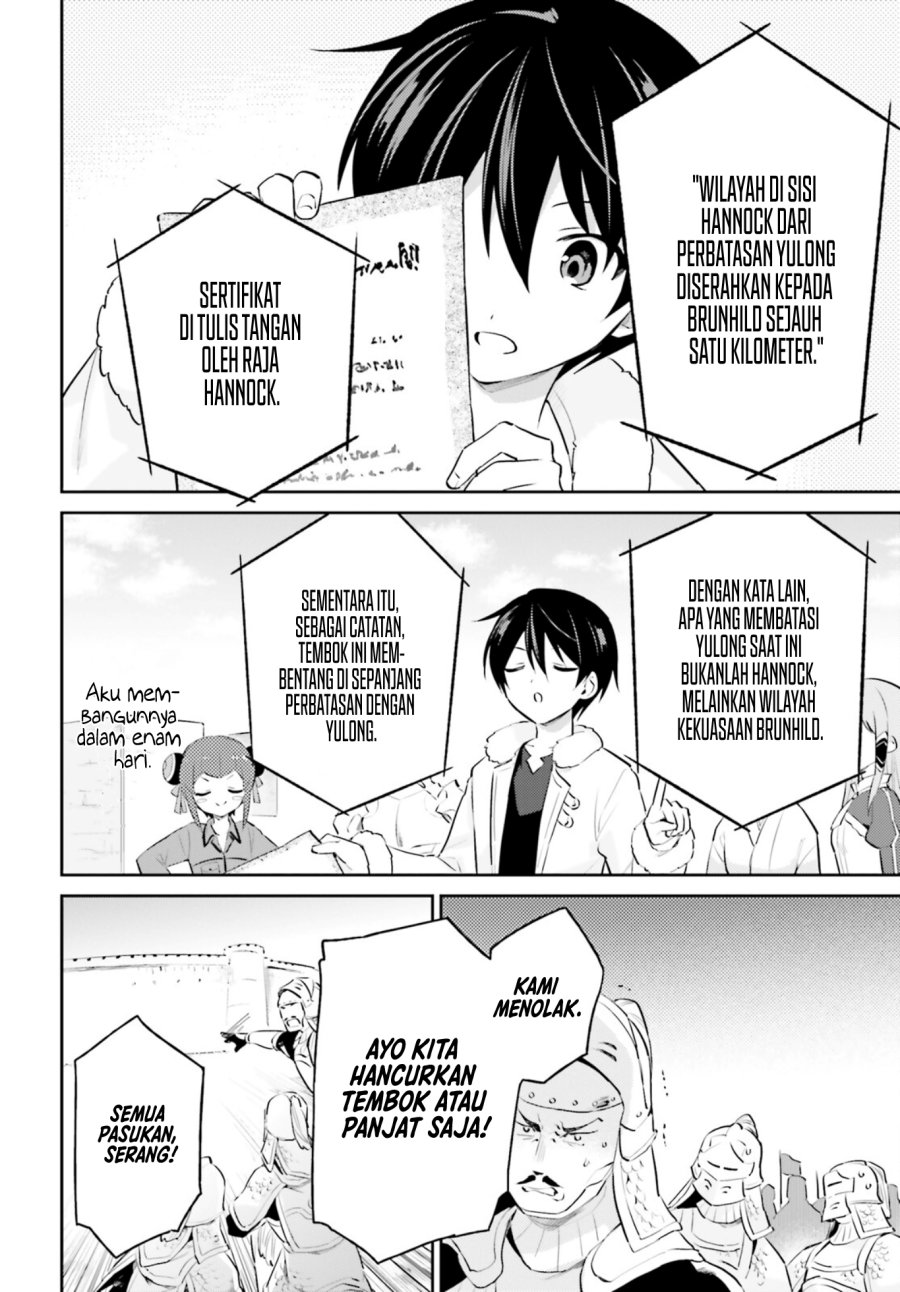 "WILAYAH DI SISI
HANNOCK DARI
PERBATASAN YULONG
DISERAHKAN KEPADA
BRUNHILD SEJAUH
SATU KILOMETER."
SERTIFIKAT
DI TULIS TANGAN
OLEH RAJA
HANNOCK.
DENGAN KATA LAIN,
APA YANG MEMBATASI
YULONG SAAT INI
BUKANLAH HANNOCK,
MELAINKAN WILAYAH
KEKUASAAN BRUNHILD.
SEMENTARA ITU,
SEBAGAI CATATAN,
TEMBOK INI MEM-
BENTANG DI SEPANJANG
PERBATASAN DENGAN
YULONG.
Aku mem-
bangunnya
dalam enam
hari.
KAMI
MENOLAK.
AYO KITA
HANCURKAN
TEMBOK ATAU
PANJAT SAJA!
SEMUA
PASUKAN,
SERANG!